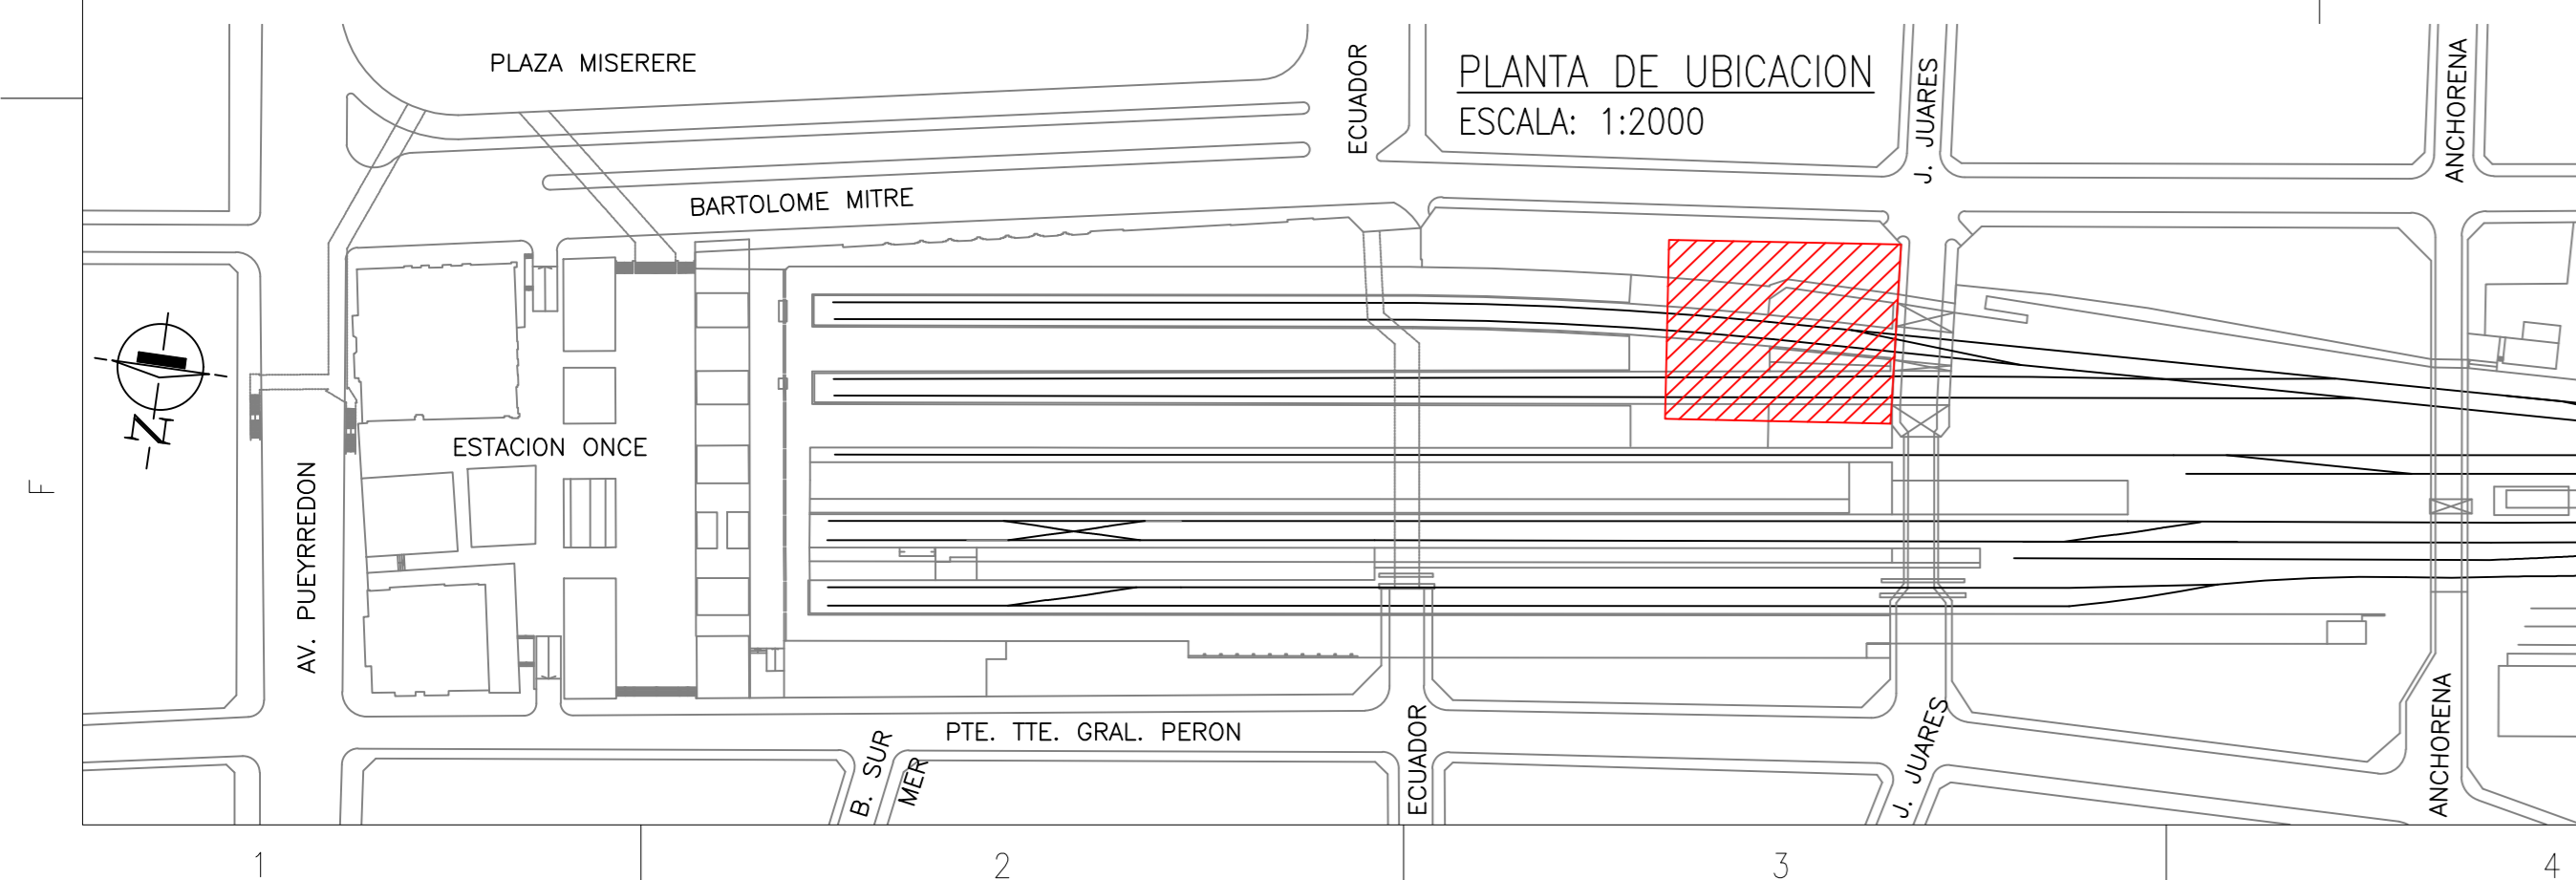 PLAZA MISERERE
ECUADOR
PLANTA DE UBICACION
ESCALA: 1:2000
J. JUARES
ANCHORENA
BARTOLOME MITRE
N
ESTACION ONCE
AV. PUEYRREDON
F
PTE. TTE. GRAL. PERON
B. SUR
MER
ECUADOR
J. JUARES
ANCHORENA
1
2
3
4